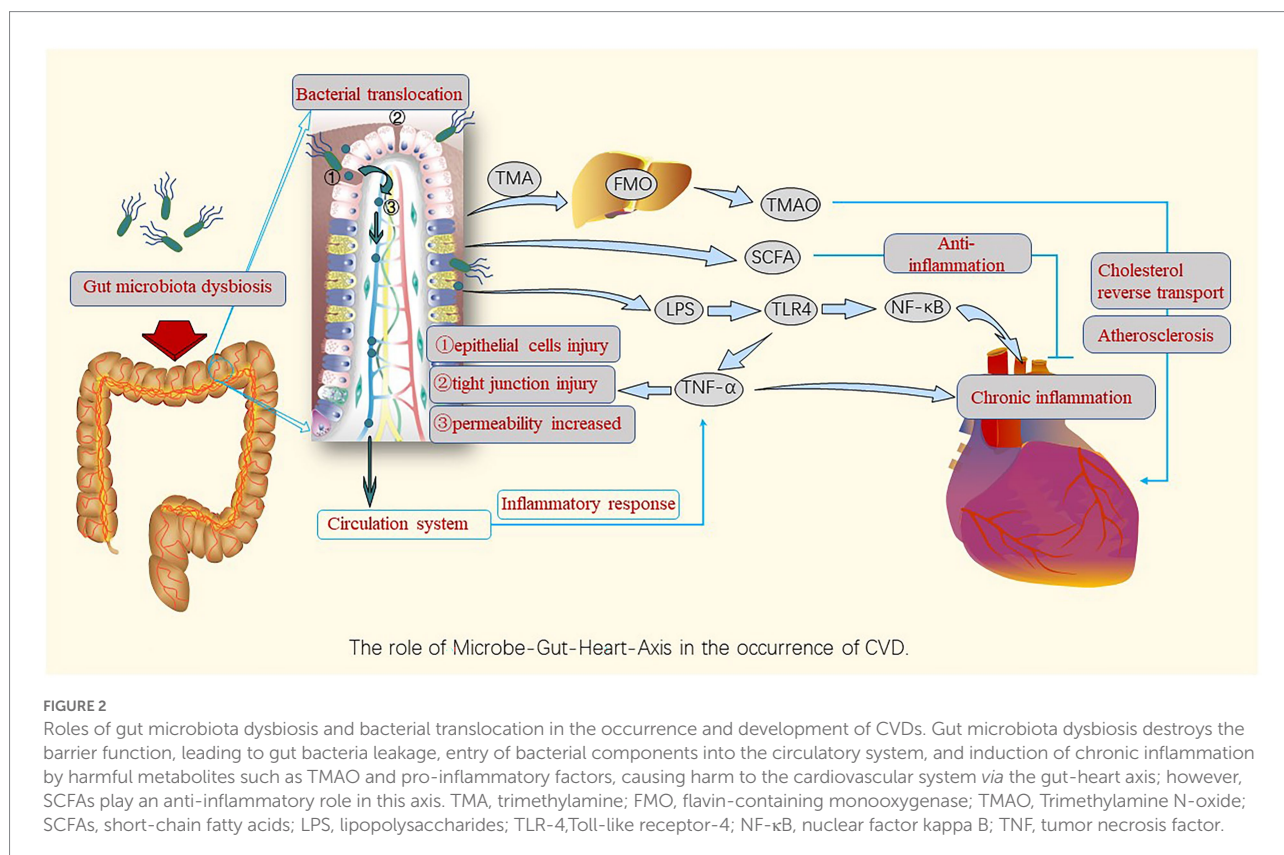 Bacterial translocation
②
①
③
TMA
FMO
TMAO
Gut microbiota dysbiosis
SCFA
Anti-
inflammation
Cholesterol
reverse transport
LPS
TLR4
NF-κB
Atherosclerosis
①epithelial cells injury
②tight junction injury
③permeability increased
TNF-α
Chronic inflammation
Circulation system
Inflammatory response
The role of Microbe-Gut-Heart-Axis in the occurrence of CVD.
FIGURE 2
Roles of gut microbiota dysbiosis and bacterial translocation in the occurrence and development of CVDs. Gut microbiota dysbiosis destroys the
barrier function, leading to gut bacteria leakage, entry of bacterial components into the circulatory system, and induction of chronic inflammation
by harmful metabolites such as TMAO and pro-inflammatory factors, causing harm to the cardiovascular system via the gut-heart axis; however,
SCFAs play an anti-inflammatory role in this axis. TMA, trimethylamine; FMO, flavin-containing monooxygenase; TMAO, Trimethylamine N-oxide;
SCFAs, short-chain fatty acids; LPS, lipopolysaccharides; TLR-4,Toll-like receptor-4; NF-κB, nuclear factor kappa B; TNF, tumor necrosis factor.